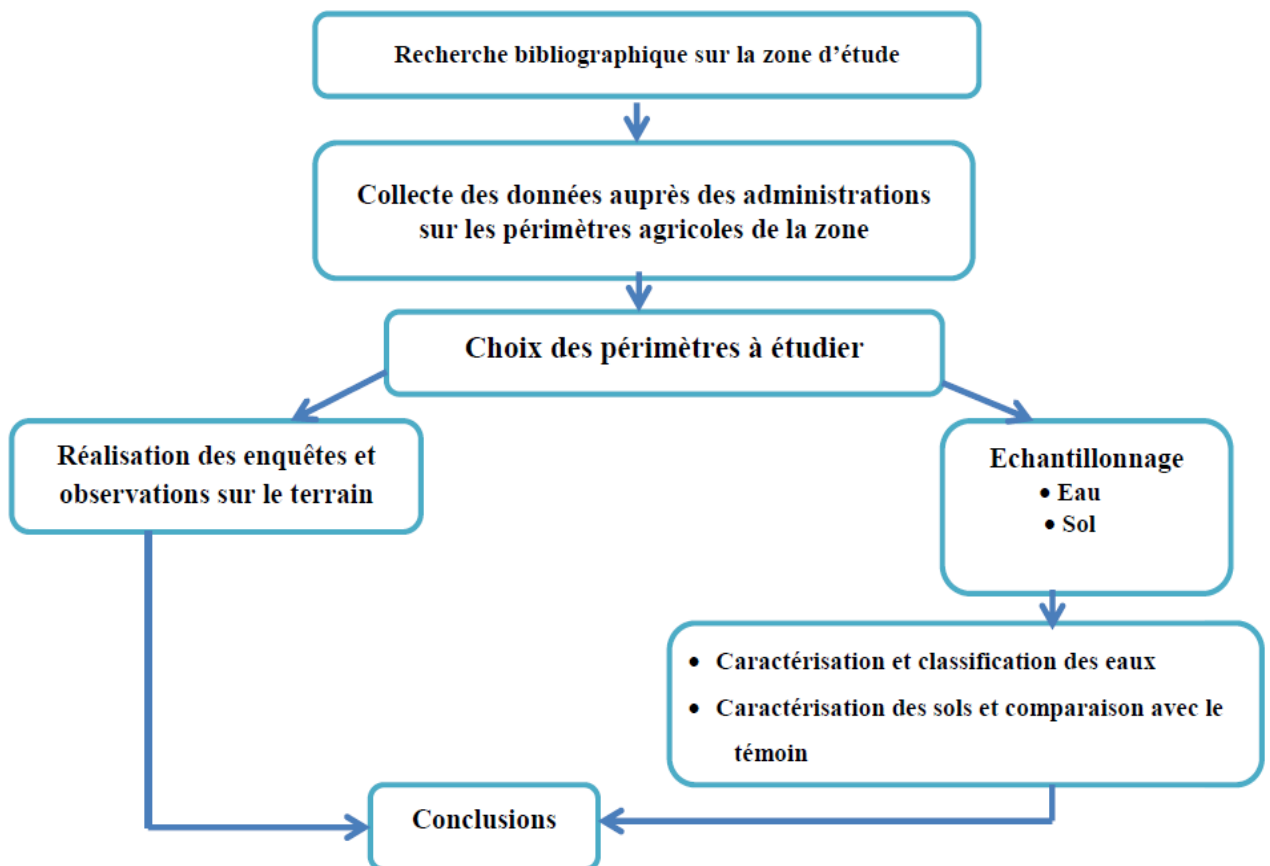 Recherche bibliographique sur la zone d'étude
Collecte des données auprès des administrations
sur les périmètres agricoles de la zone
Choix des périmètres à étudier
Réalisation des enquêtes et
observations sur le terrain
Echantillonnage
• Eau
• Sol
• Caractérisation et classification des eaux
• Caractérisation des sols et comparaison avec le
témoin
Conclusions